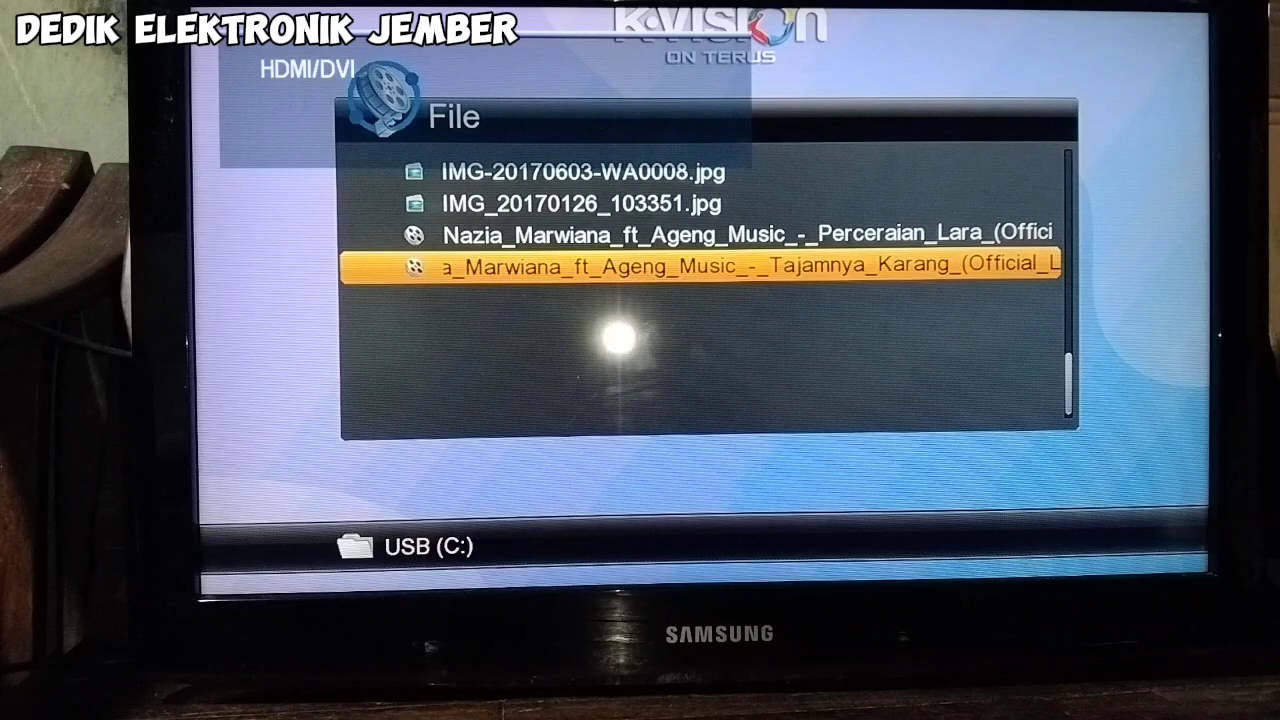 DEDIK ELEKTRONIK JEMBER
K-VISION
ON TERUS
HDMI/DVI
File
IMG-20170603-WA0008.jpg
IMG_20170126_103351.jpg
Nazia_Marwiana_ft_Ageng_Music_-_Perceraian_Lara_(Offici
a_Marwiana_ft_Ageng_Music_-_Tajamnya_Karang_(Official_L
USB (C:)
SAMSUNG